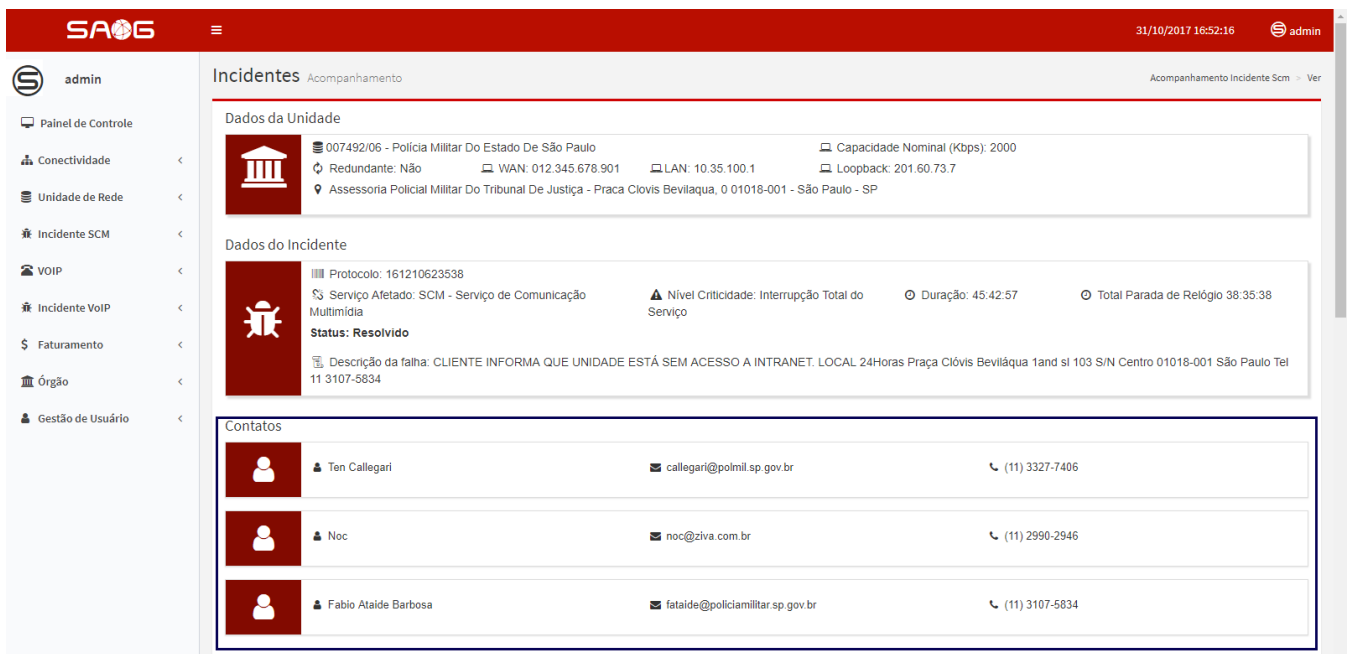 SAOG
31/10/2017 16:52:16 admin
admin
Incidentes Acompanhamento
Acompanhamento Incidente Scm > Ver
Painel de Controle
Conectividade
Unidade de Rede
Incidente SCM
VOIP
Incidente VoIP
$ Faturamento
Órgão
Gestão de Usuário
Dados da Unidade
007492/06 - Polícia Militar Do Estado De São Paulo Capacidade Nominal (Kbps): 2000
Redundante: Não WAN: 012.345.678.901 LAN: 10.35.100.1 Loopback: 201.60.73.7
Assessoria Policial Militar Do Tribunal De Justiça - Praca Clovis Bevilaqua, 0 01018-001 - São Paulo - SP
Dados do Incidente
Protocolo: 161210623538
Serviço Afetado: SCM - Serviço de Comunicação
Multimídia
Nível Criticidade: Interrupção Total do
Serviço
Duração: 45:42:57
Total Parada de Relógio 38:35:38
Status: Resolvido
Descrição da falha: CLIENTE INFORMA QUE UNIDADE ESTÁ SEM ACESSO A INTRANET. LOCAL 24Horas Praça Clóvis Beviláqua 1and sl 103 S/N Centro 01018-001 São Paulo Tel
11 3107-5834
Contatos
Ten Callegari callegari@polmil.sp.gov.br (11) 3327-7406
Noc noc@ziva.com.br (11) 2990-2946
Fabio Ataide Barbosa fataide@policiamilitar.sp.gov.br (11) 3107-5834